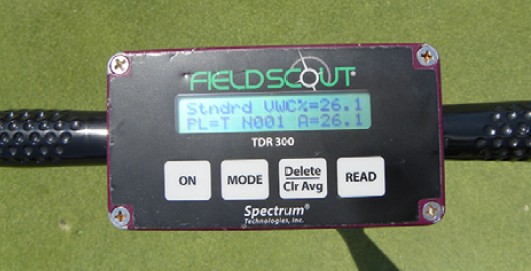 FIELDSCOUT
Stndrd VWC%=26.1
PL=T N001 A=26.1
TDR 300
ON
MODE
Delete
Clr Avg
READ
Spectrum®
Technologies, Inc.